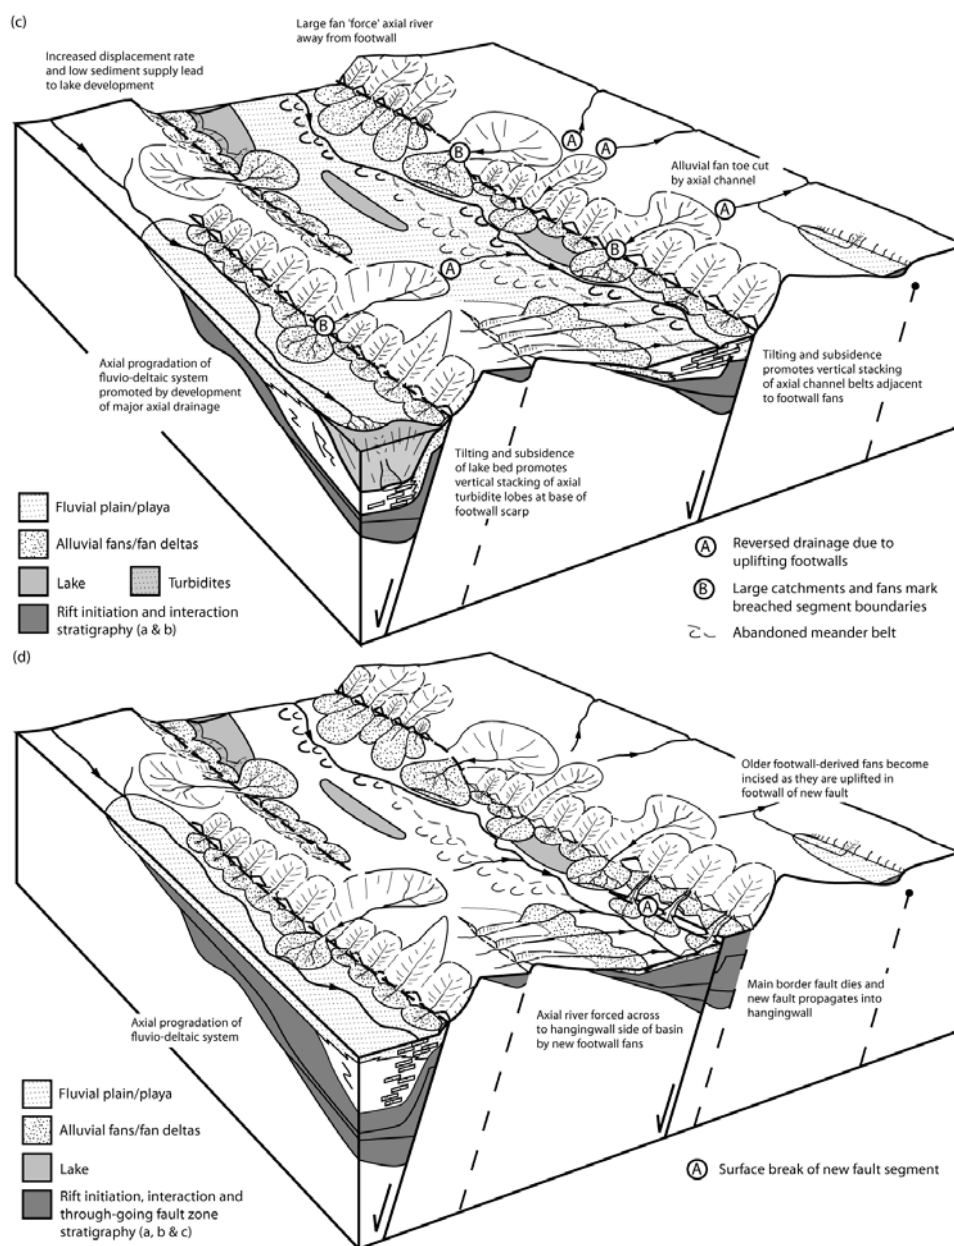 (c)
Large fan 'force' axial river
away from footwall
Increased displacement rate
and low sediment supply lead
to lake development
A
A
B
Alluvial fan toe cut
by axial channel
A
B
A
B
Axial progradation of
fluvio-deltaic system
promoted by development
of major axial drainage
Tilting and subsidence
promotes vertical stacking
of axial channel belts adjacent
to footwall fans
Tilting and subsidence
of lake bed promotes
vertical stacking of axial
turbidite lobes at base of
footwall scarp
Fluvial plain/playa
Alluvial fans/fan deltas
Lake
Turbidites
Rift initiation and interaction
stratigraphy (a & b)
A Reversed drainage due to
uplifting footwalls
B Large catchments and fans mark
breached segment boundaries
Abandoned meander belt
(d)
Older footwall-derived fans become
incised as they are uplifted in
footwall of new fault
A
Main border fault dies and
new fault propagates into
hangingwall
Axial river forced across
to hangingwall side of basin
by new footwall fans
Axial progradation of
fluvio-deltaic system
Fluvial plain/playa
Alluvial fans/fan deltas
Lake
Rift initiation, interaction and
through-going fault zone
stratigraphy (a, b & c)
A Surface break of new fault segment